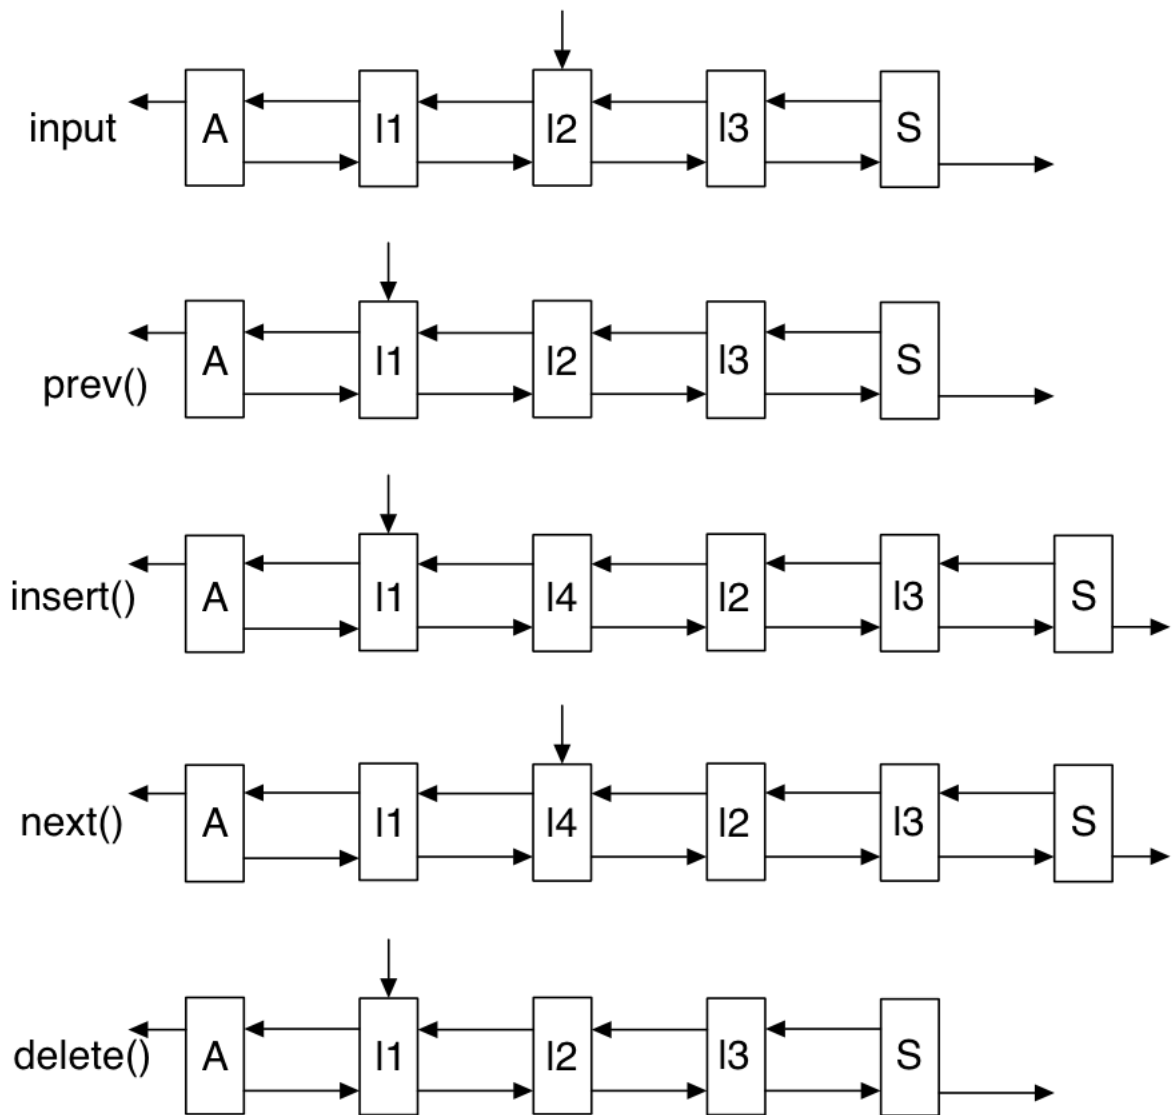 input A I1 I2 I3 S
prev() A I1 I2 I3 S
insert() A I1 I4 I2 I3 S
next() A I1 I4 I2 I3 S
delete() A I1 I2 I3 S